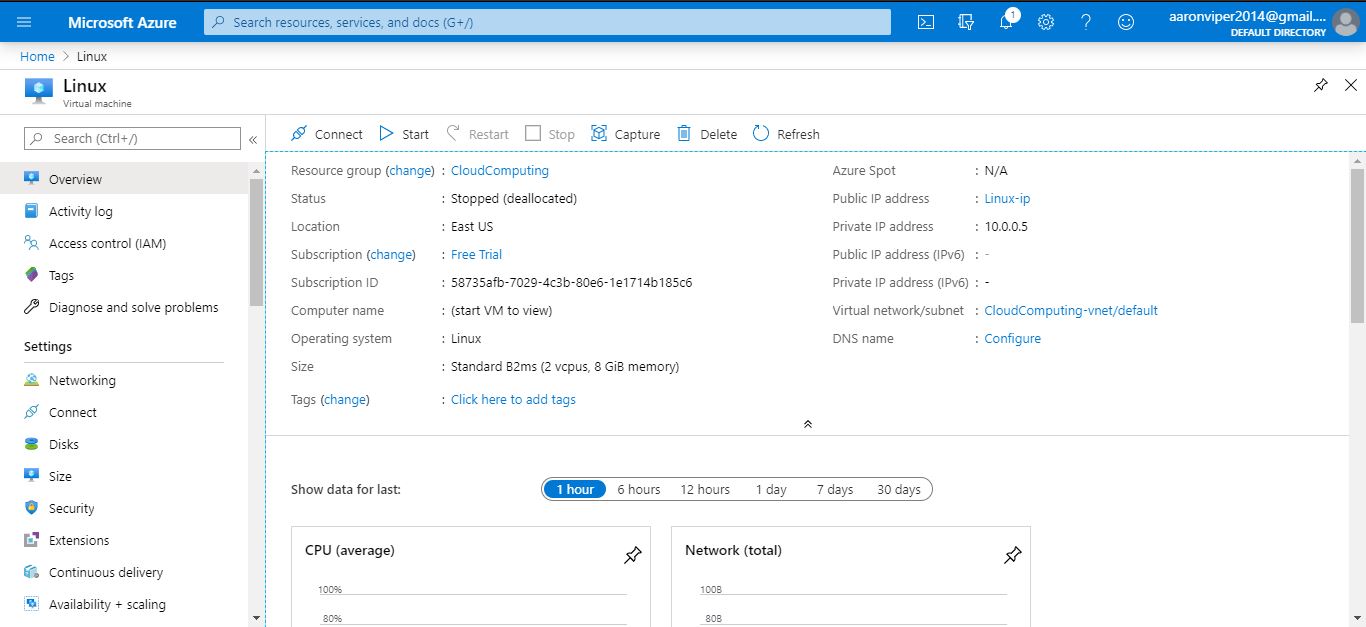 Microsoft Azure
Search resources, services, and docs (G+/)
1
aaronviper2014@gmail....
DEFAULT DIRECTORY
Home > Linux
Linux
Virtual machine
Search (Ctrl+/)
«
Connect Start Restart Stop Capture Delete Refresh
Overview
Activity log
Access control (IAM)
Tags
Diagnose and solve problems
Settings
Networking
Connect
Disks
Size
Security
Extensions
Continuous delivery
Availability + scaling
Resource group (change) : CloudComputing
Status : Stopped (deallocated)
Location : East US
Subscription (change) : Free Trial
Subscription ID : 58735afb-7029-4c3b-80e6-1e1714b185c6
Computer name : (start VM to view)
Operating system : Linux
Size : Standard B2ms (2 vcpus, 8 GiB memory)
Tags (change) : Click here to add tags
Azure Spot : N/A
Public IP address : Linux-ip
Private IP address : 10.0.0.5
Public IP address (IPv6) : -
Private IP address (IPv6) : -
Virtual network/subnet : CloudComputing-vnet/default
DNS name : Configure
Show data for last: 1 hour 6 hours 12 hours 1 day 7 days 30 days
CPU (average)
100%
80%
Network (total)
100B
80B